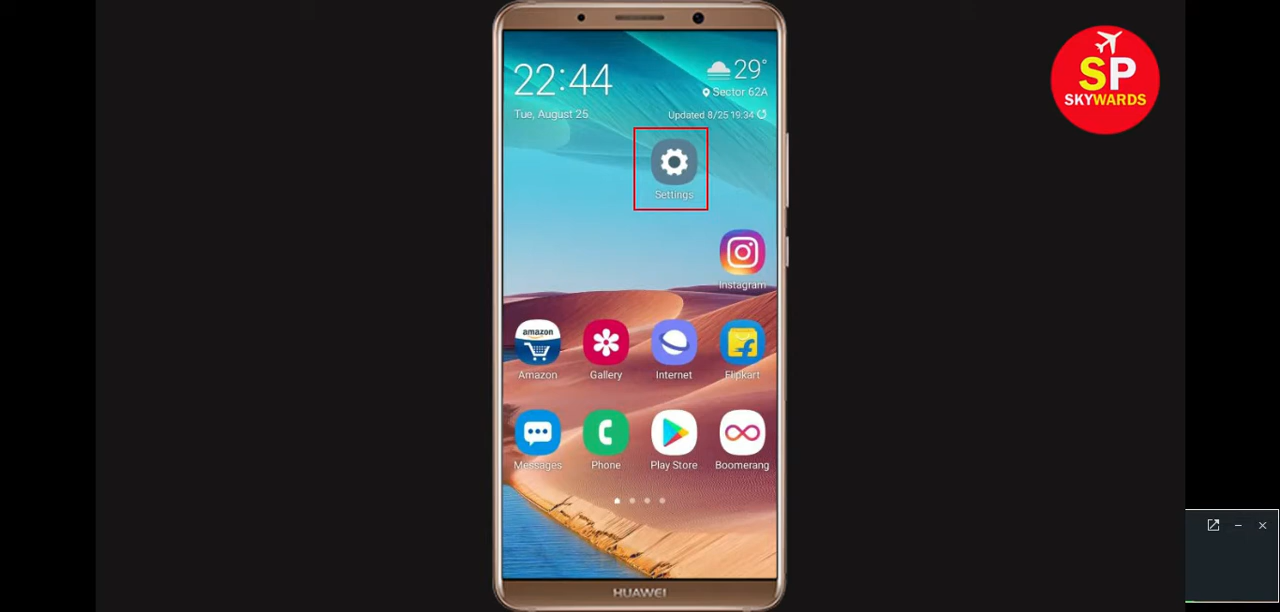 22:44
29°
Sector 62A
Tue, August 25
Updated 8/25 19:34
Settings
Instagram
amazon
Amazon
Gallery
Internet
Flipkart
Messages
Phone
Play Store
Boomerang
HUAWEI
SP
SKYWARDS